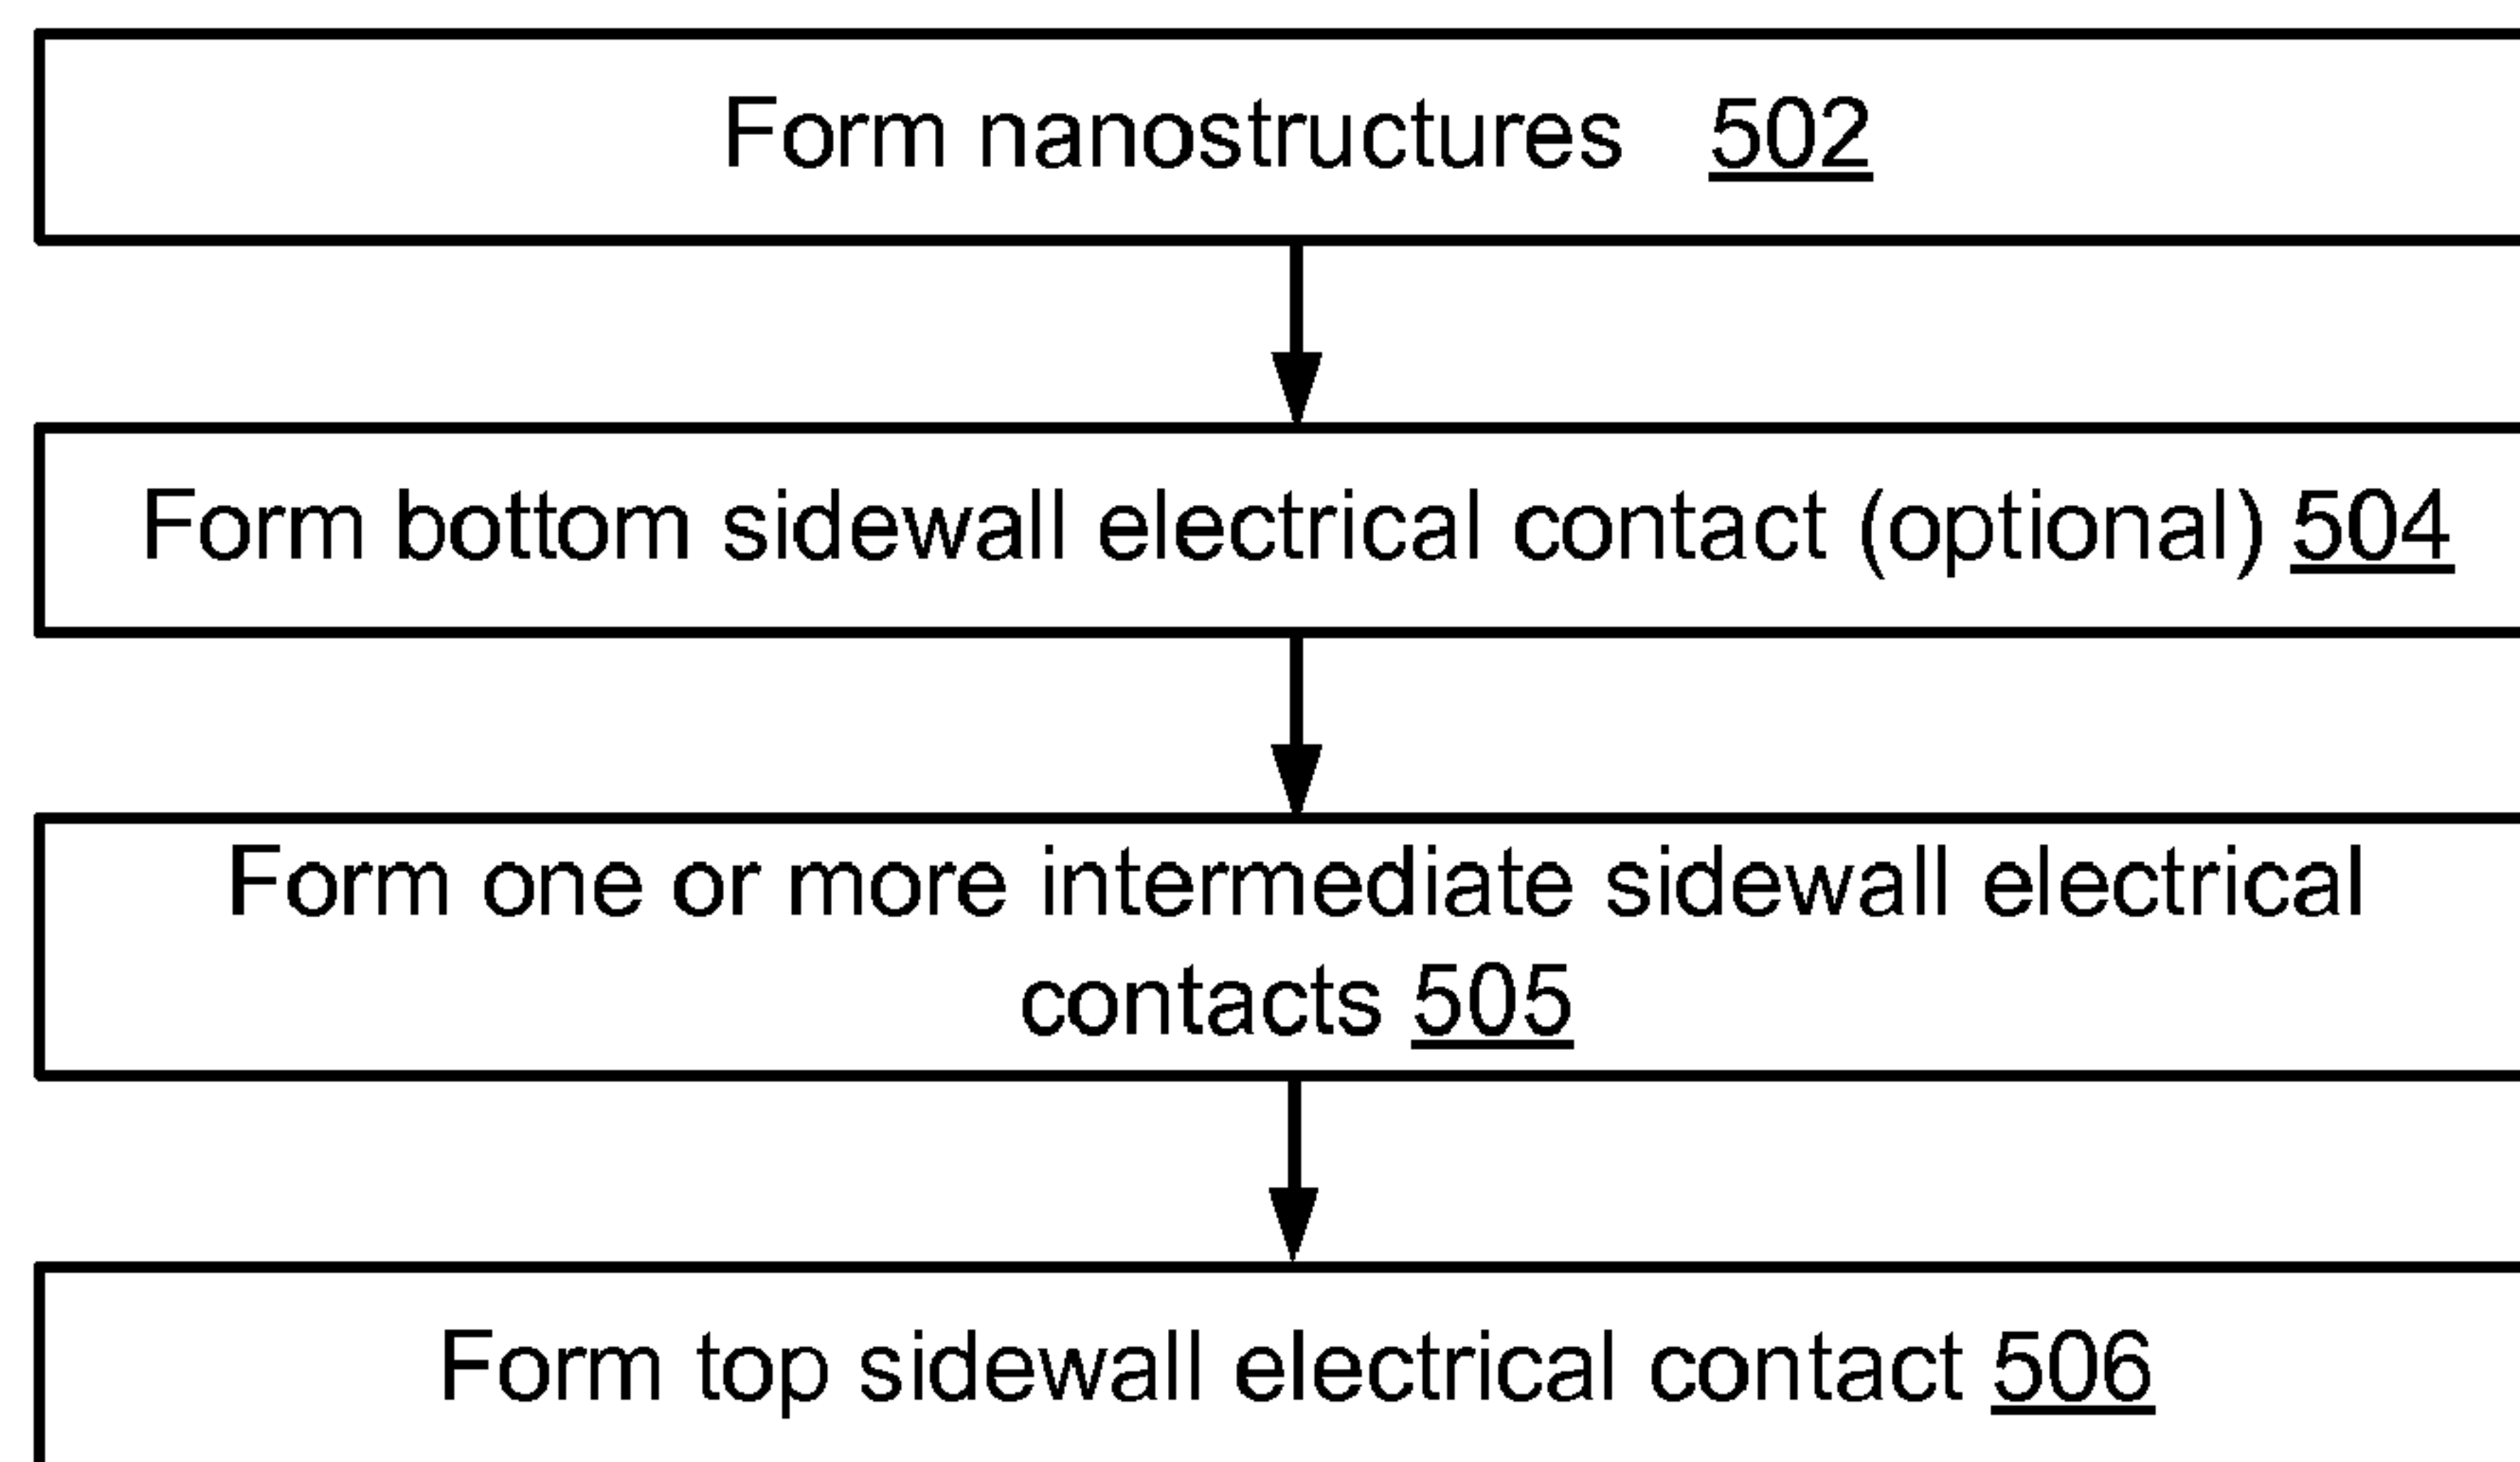 Form nanostructures 502
Form bottom sidewall electrical contact (optional) 504
Form one or more intermediate sidewall electrical
contacts 505
Form top sidewall electrical contact 506